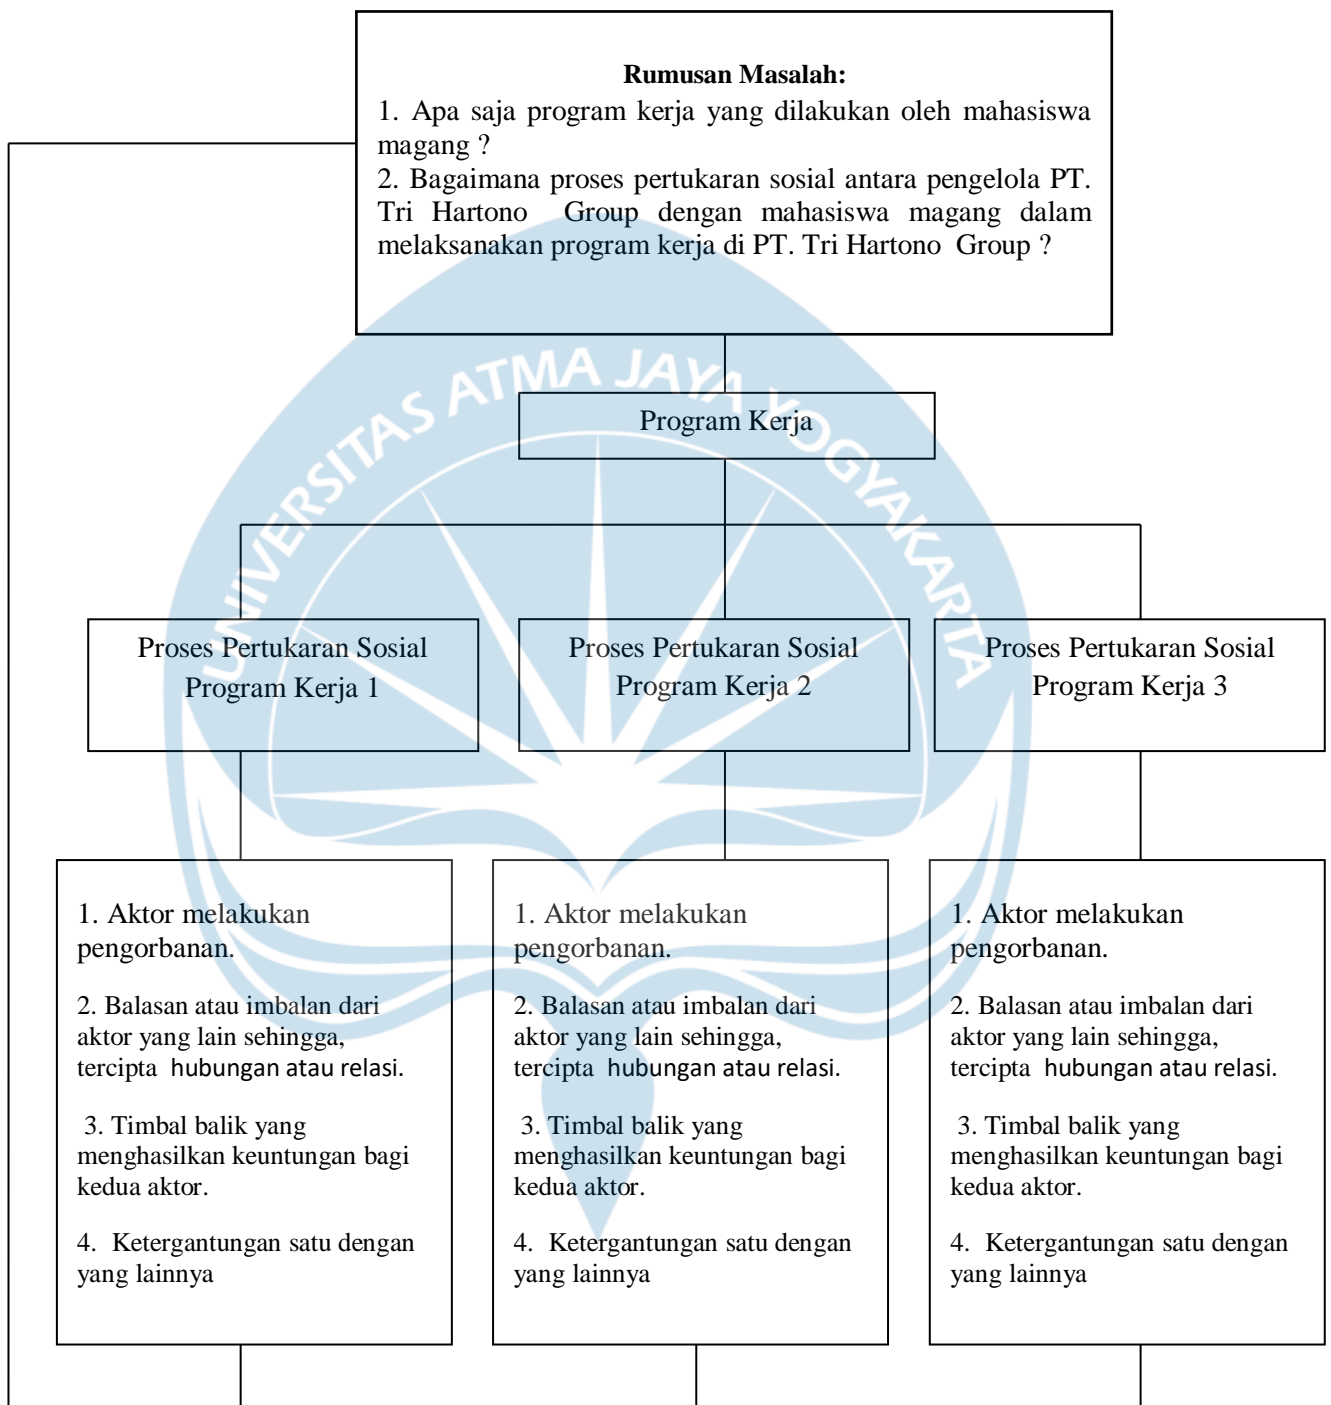 Rumusan Masalah:
1. Apa saja program kerja yang dilakukan oleh mahasiswa
magang ?
2. Bagaimana proses pertukaran sosial antara pengelola PT.
Tri Hartono Group dengan mahasiswa magang dalam
melaksanakan program kerja di PT. Tri Hartono Group ?
UNIVERSITAS ATMA JAYA YOGYAKARTA
Program Kerja
Proses Pertukaran Sosial
Program Kerja 1
Proses Pertukaran Sosial
Program Kerja 2
Proses Pertukaran Sosial
Program Kerja 3
1. Aktor melakukan
pengorbanan.
2. Balasan atau imbalan dari
aktor yang lain sehingga,
tercipta hubungan atau relasi.
3. Timbal balik yang
menghasilkan keuntungan bagi
kedua aktor.
4. Ketergantungan satu dengan
yang lainnya
1. Aktor melakukan
pengorbanan.
2. Balasan atau imbalan dari
aktor yang lain sehingga,
tercipta hubungan atau relasi.
3. Timbal balik yang
menghasilkan keuntungan bagi
kedua aktor.
4. Ketergantungan satu dengan
yang lainnya
1. Aktor melakukan
pengorbanan.
2. Balasan atau imbalan dari
aktor yang lain sehingga,
tercipta hubungan atau relasi.
3. Timbal balik yang
menghasilkan keuntungan bagi
kedua aktor.
4. Ketergantungan satu dengan
yang lainnya